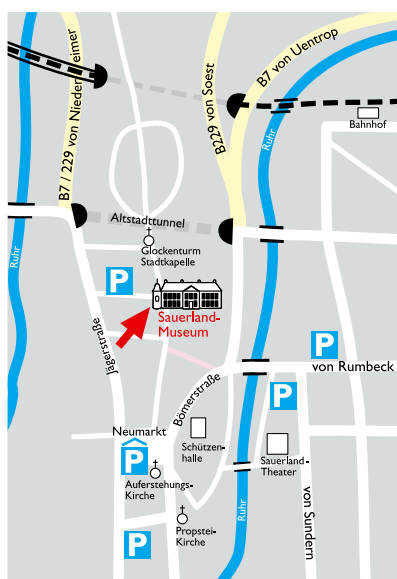 B7 / 229 von Niedereimer
B229 von Soest
B7 von Uentrop
Ruhr
Bahnhof
Altstadttunnel
Glockenturm
Stadtkapelle
Ruhr
P
Sauerland-
Museum
Jägerstraße
P
von Rumbeck
P
Bömerstraße
Neumarkt
P
Schützen-
halle
Sauerland-
Theater
Auferstehungs-
Kirche
von Sundern
Ruhr
P
Propstei-
Kirche